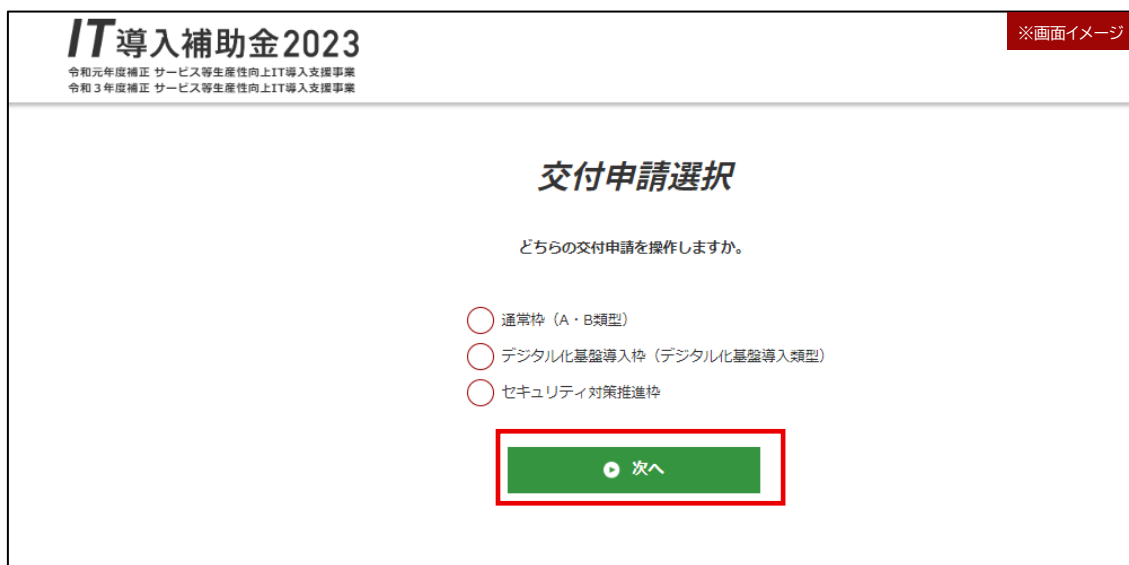 IT導入補助金2023
※画面イメージ
令和元年度補正 サービス等生産性向上IT導入支援事業
令和３年度補正 サービス等生産性向上IT導入支援事業
交付申請選択
どちらの交付申請を操作しますか。
通常枠（A・B類型）
デジタル化基盤導入枠（デジタル化基盤導入類型）
セキュリティ対策推進枠
次へ